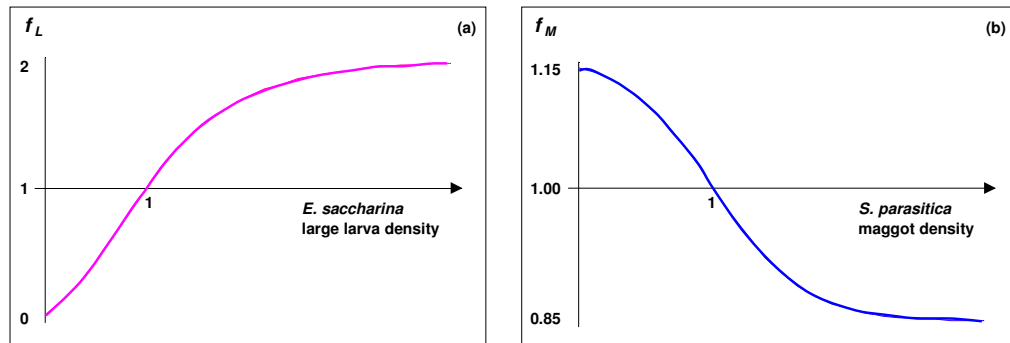 f L
(a)
2
1
1
E. saccharina
large larva density
0
f M
(b)
1.15
1.00
1
S. parasitica
maggot density
0.85